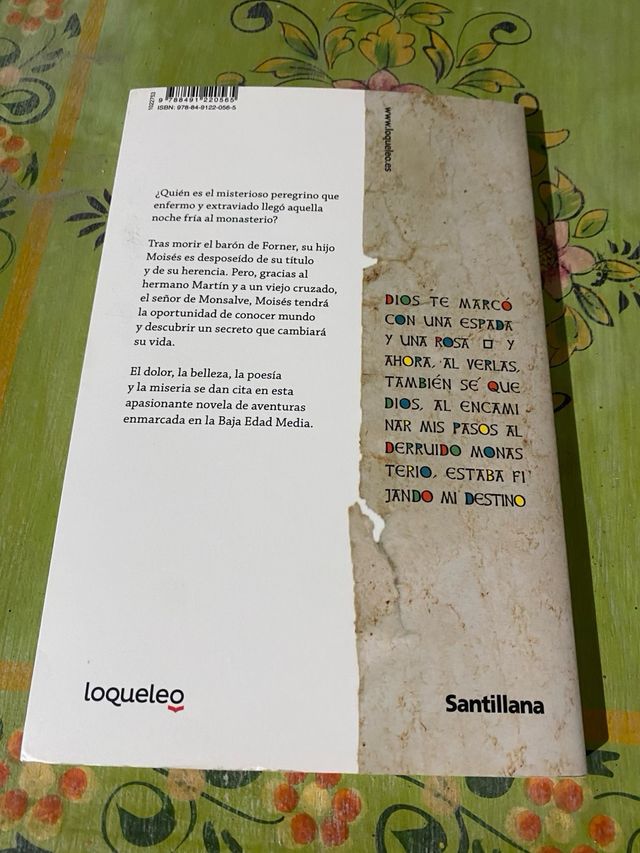 1022753
9 788491 220565
ISBN: 978-84-9122-056-5
www.loqueleo.es
¿Quién es el misterioso peregrino que
enfermo y extraviado llegó aquella
noche fría al monasterio?
Tras morir el barón de Forner, su hijo
Moisés es desposeído de su título
y de su herencia. Pero, gracias al
hermano Martín y a un viejo cruzado,
el señor de Monsalve, Moisés tendrá
la oportunidad de conocer mundo
y descubrir un secreto que cambiará
su vida.
El dolor, la belleza, la poesía
y la miseria se dan cita en esta
apasionante novela de aventuras
enmarcada en la Baja Edad Media.
DIOS TE MARCÓ
CON UNA ESPADA
Y UNA ROSA Y
AHORA, AL VERLAS,
TAMBIÉN SÉ QUE
DIOS, AL ENCAMI
NAR MIS PASOS AL
DERRUIDO MONAS
TERIO, ESTABA FI
JANDO MI DESTINO
loqueleo
Santillana